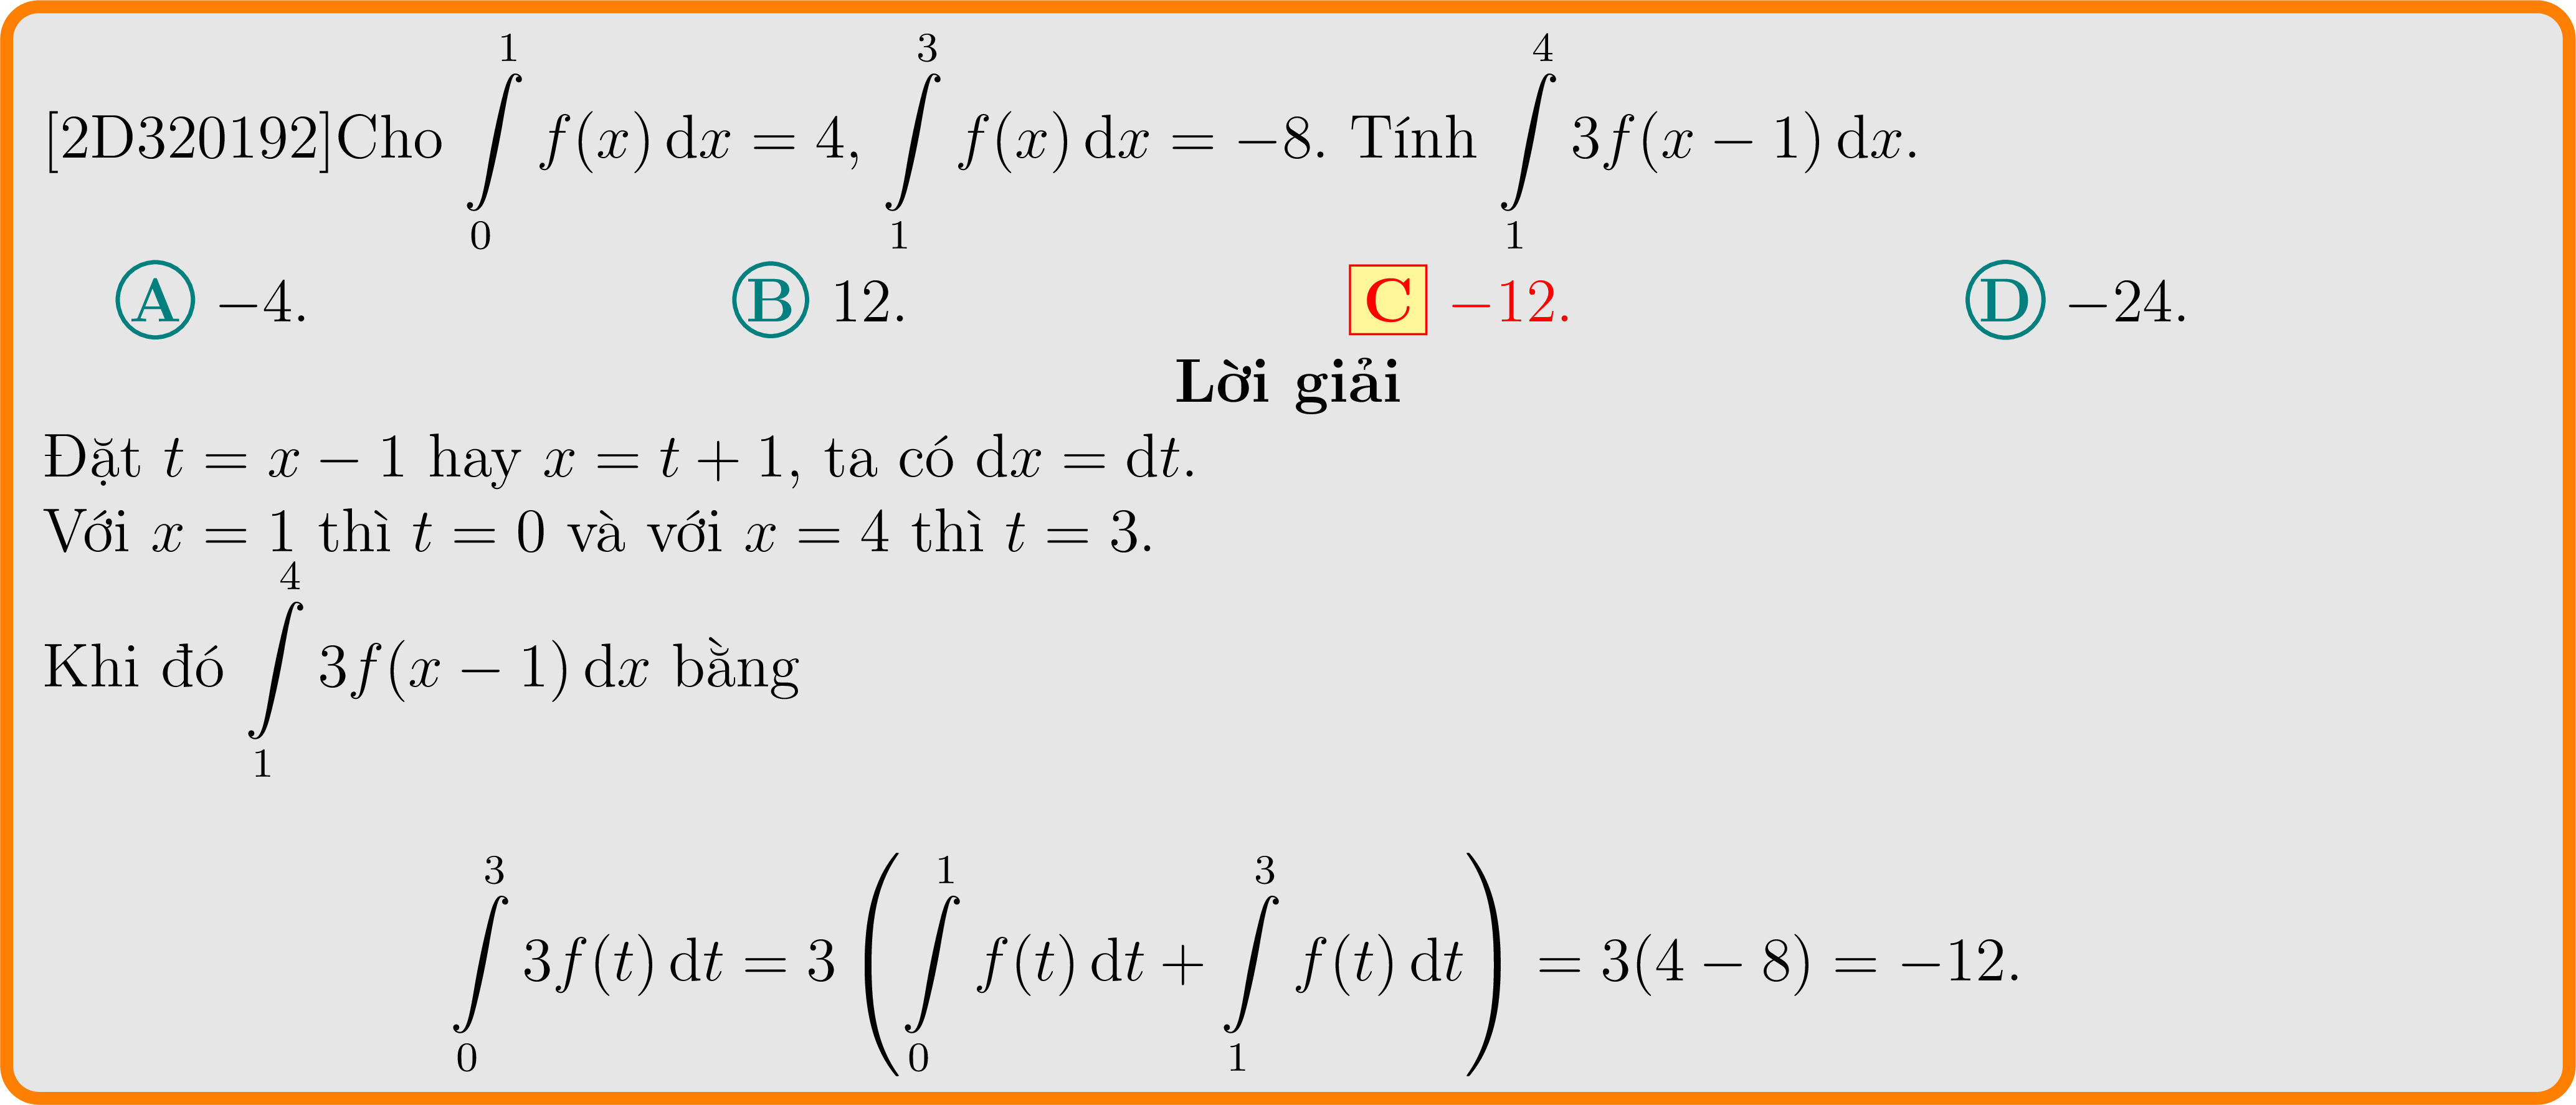 [2D320192]Cho $\int\limits_0^1 f(x)\,\mathrm{d}x = 4$, $\int\limits_1^3 f(x)\,\mathrm{d}x = -8$. Tính $\int\limits_1^4 3f(x-1)\,\mathrm{d}x$.
A −4. B 12. C −12. D −24.
Lời giải
Đặt $t = x - 1$ hay $x = t + 1$, ta có $\mathrm{d}x = \mathrm{d}t$.
Với $x = 1$ thì $t = 0$ và với $x = 4$ thì $t = 3$.
Khi đó $\int\limits_1^4 3f(x-1)\,\mathrm{d}x$ bằng
$\int\limits_0^3 3f(t)\,\mathrm{d}t = 3\left(\int\limits_0^1 f(t)\,\mathrm{d}t + \int\limits_1^3 f(t)\,\mathrm{d}t\right) = 3(4-8) = -12.$